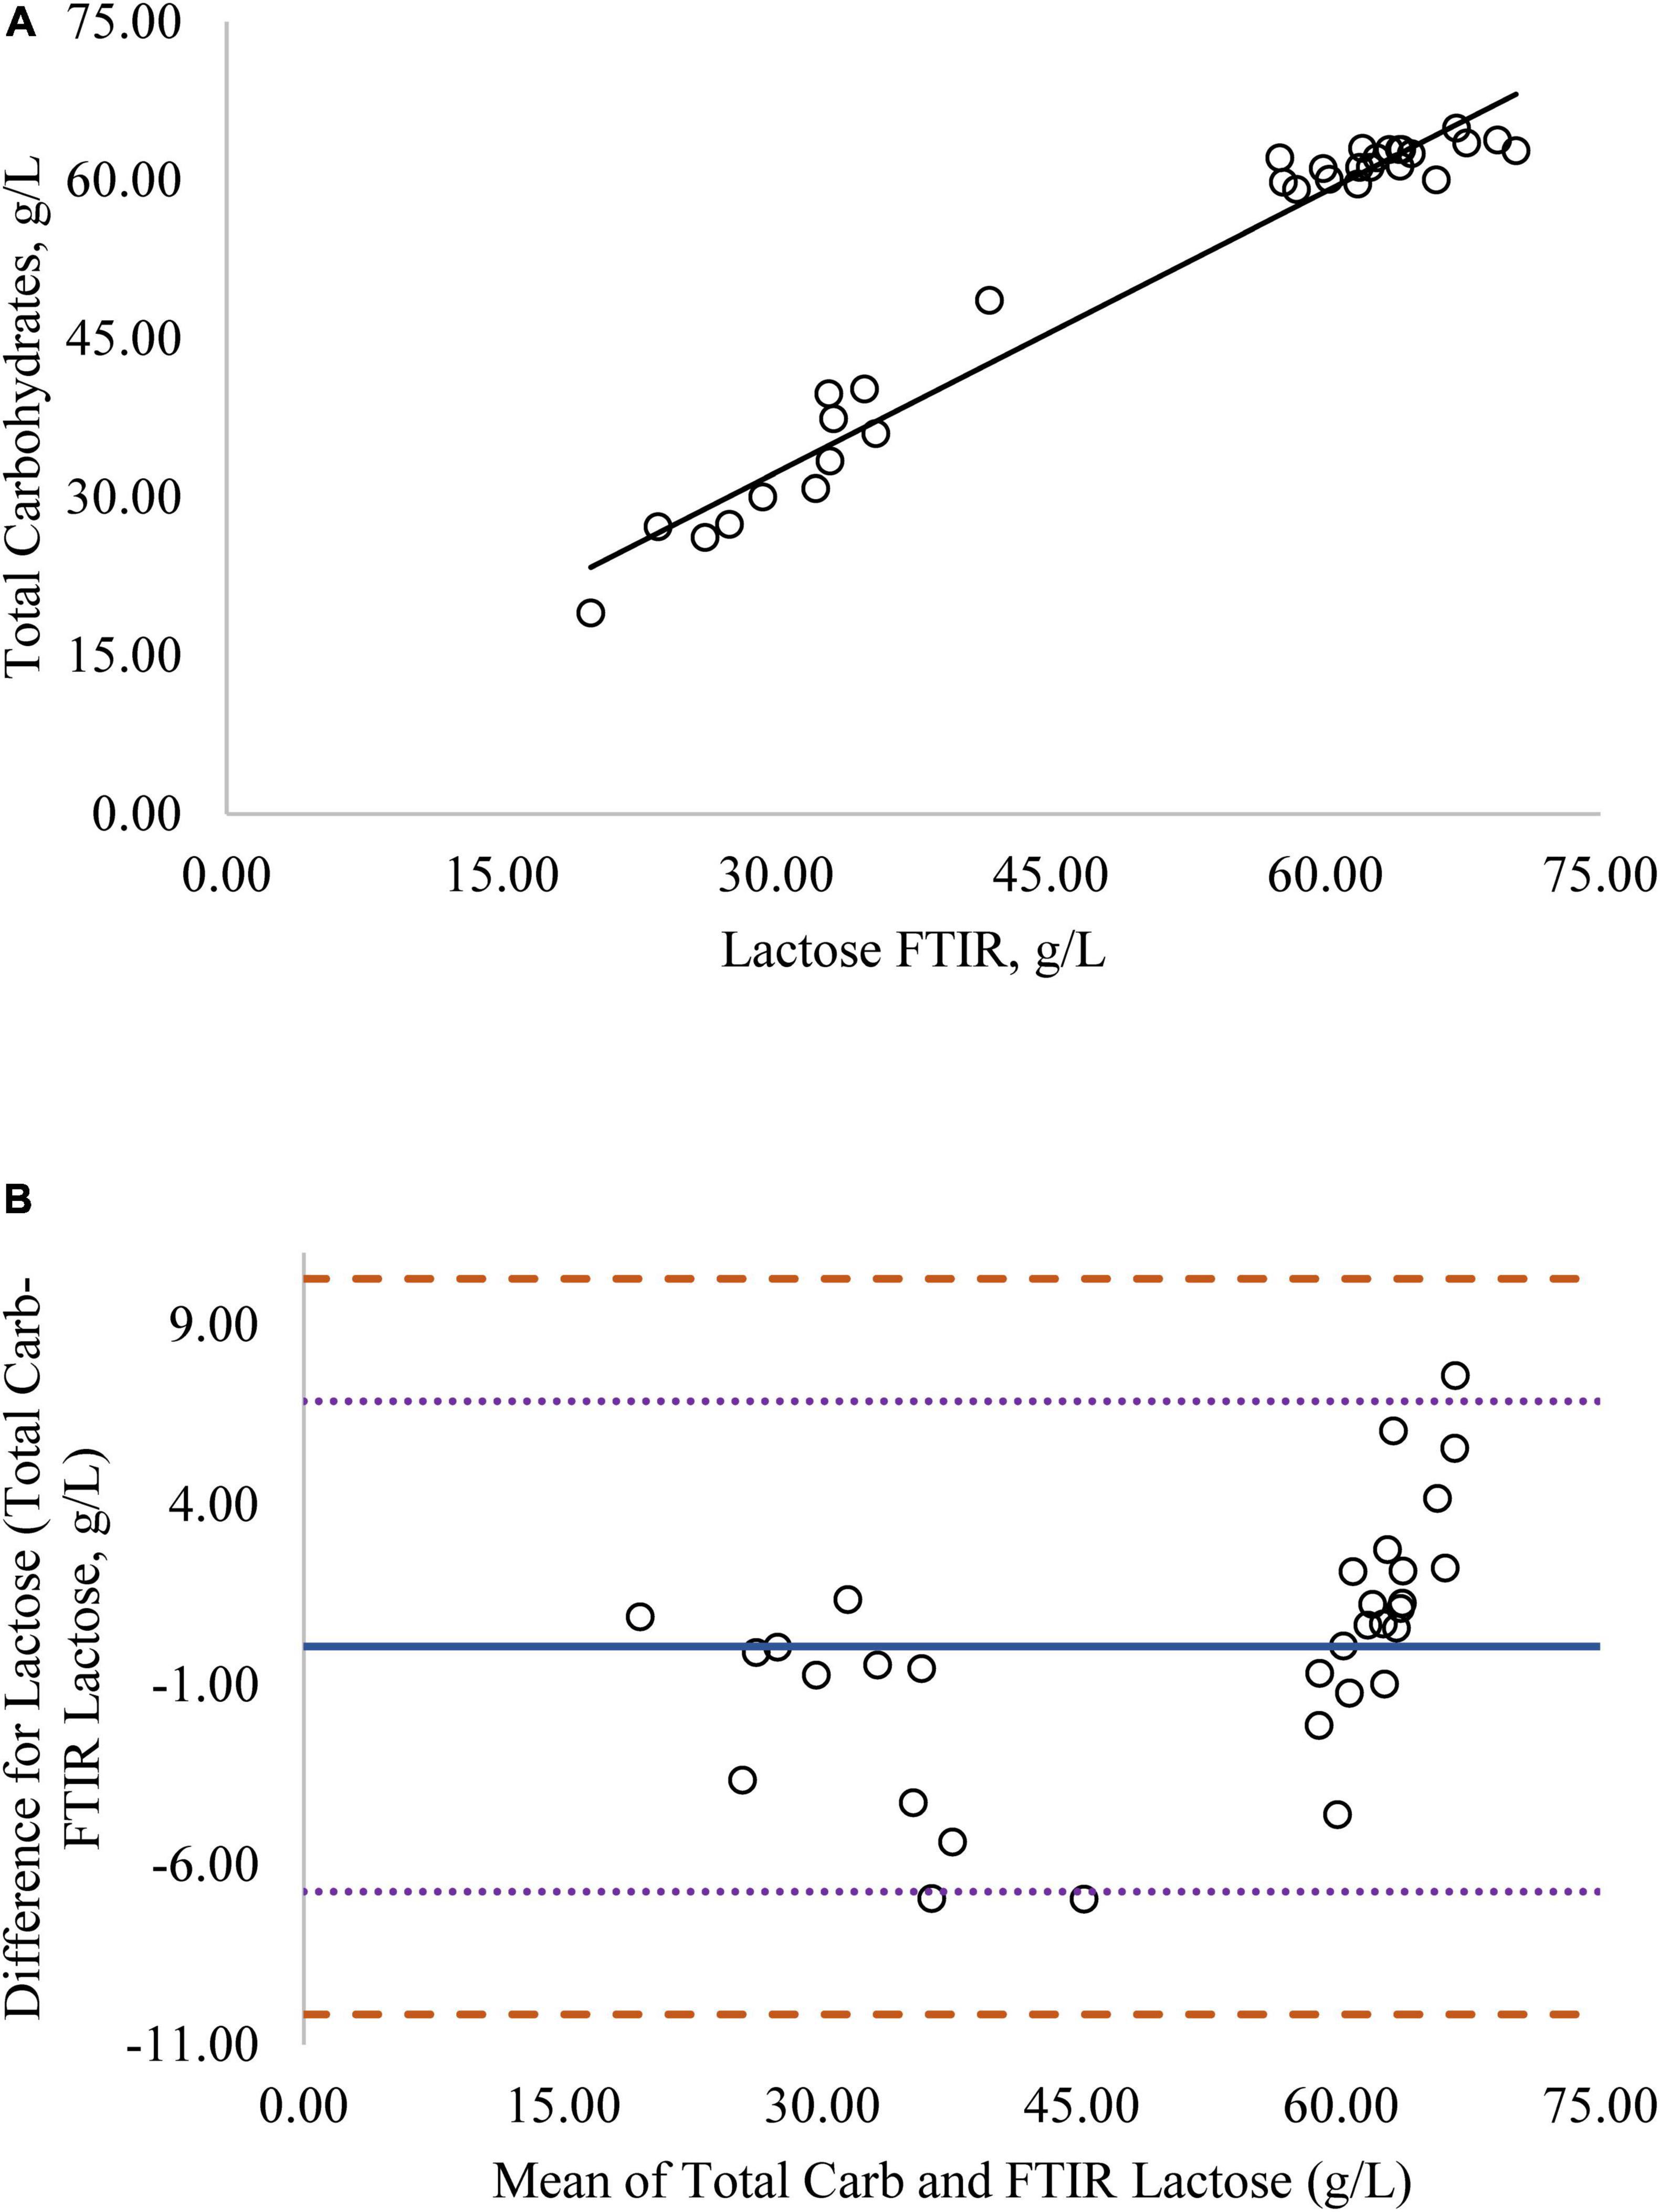 A
75.00
60.00
45.00
30.00
15.00
0.00
Total Carbohydrates, g/L
0.00 15.00 30.00 45.00 60.00 75.00
Lactose FTIR, g/L
B
9.00
4.00
-1.00
-6.00
-11.00
Difference for Lactose (Total Carb-
FTIR Lactose, g/L)
0.00 15.00 30.00 45.00 60.00 75.00
Mean of Total Carb and FTIR Lactose (g/L)